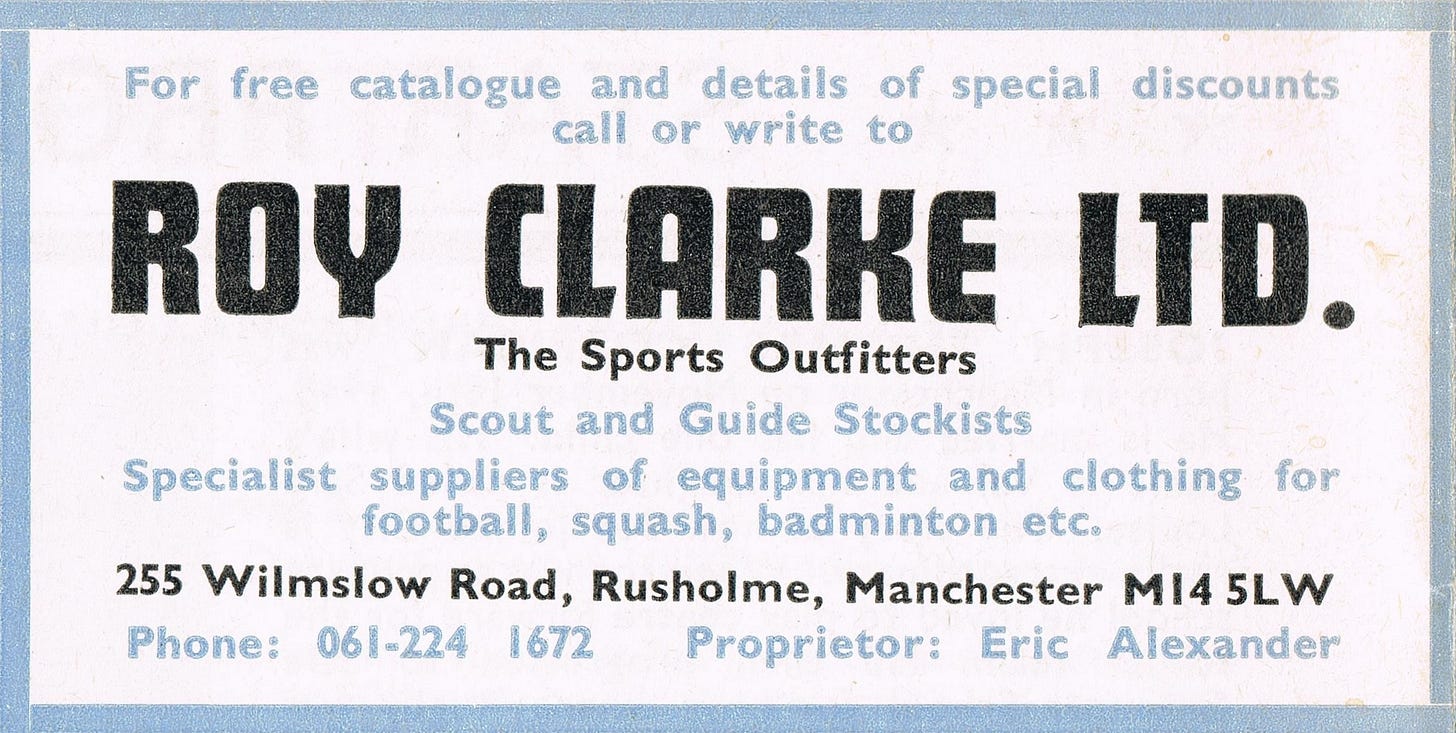 For free catalogue and details of special discounts
call or write to
ROY CLARKE LTD.
The Sports Outfitters
Scout and Guide Stockists
Specialist suppliers of equipment and clothing for
football, squash, badminton etc.
255 Wilmslow Road, Rusholme, Manchester M14 5LW
Phone: 061-224 1672 Proprietor: Eric Alexander